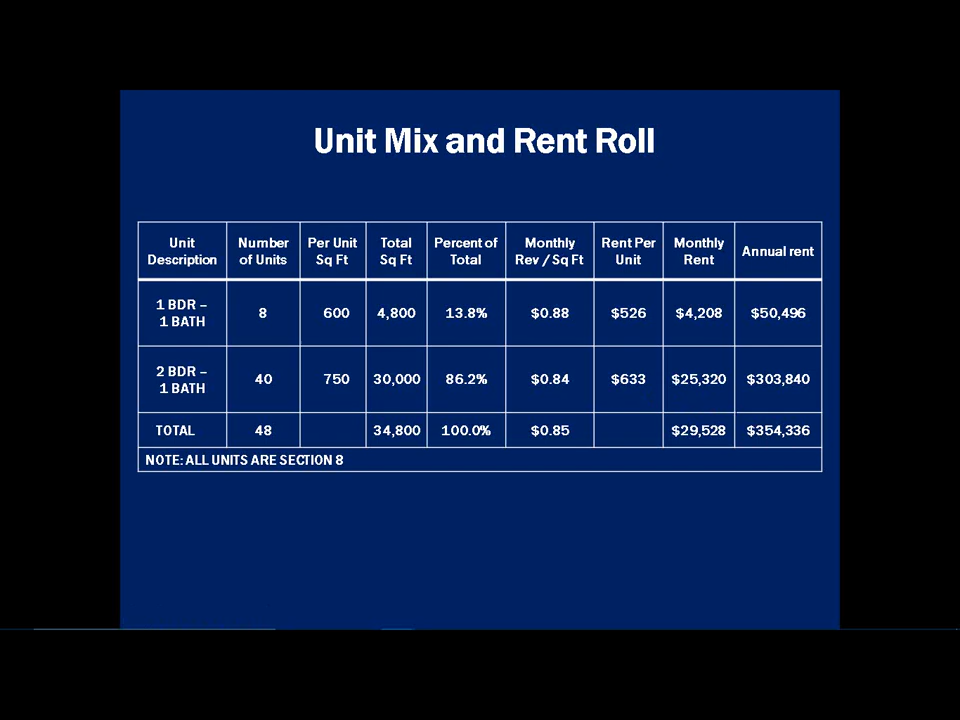 Unit Mix and Rent Roll
Unit Description Number of Units Per Unit Sq Ft Total Sq Ft Percent of Total Monthly Rev / Sq Ft Rent Per Unit Monthly Rent Annual rent
1 BDR – 1 BATH 8 600 4,800 13.8% $0.88 $526 $4,208 $50,496
2 BDR – 1 BATH 40 750 30,000 86.2% $0.84 $633 $25,320 $303,840
TOTAL 48 34,800 100.0% $0.85 $29,528 $354,336
NOTE: ALL UNITS ARE SECTION 8